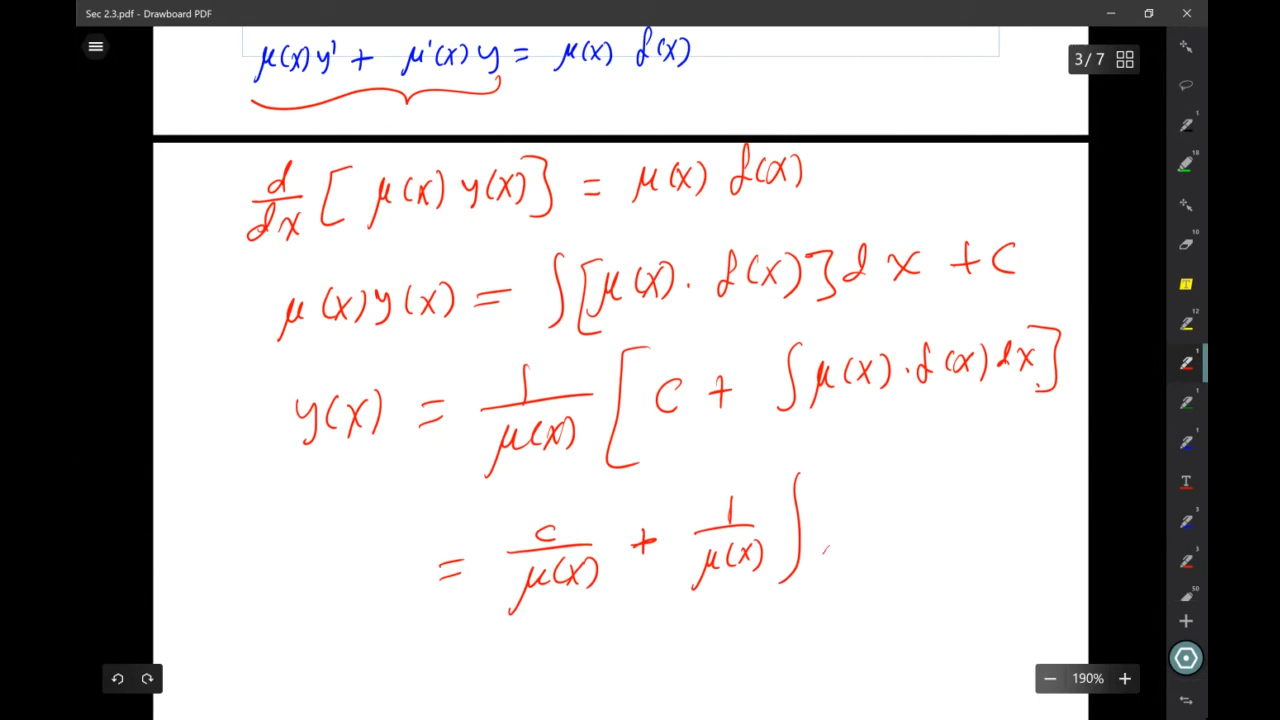 Sec 2.3.pdf - Drawboard PDF
3 / 7
μ(x)y' + μ'(x)y = μ(x) f(x)
d/dx [ μ(x) y(x) ] = μ(x) f(x)
μ(x)y(x) = ∫[μ(x) · f(x)] dx + C
y(x) = 1/μ(x) [ C + ∫ μ(x) · f(x) dx ]
= C/μ(x) + 1/μ(x) ∫
190%